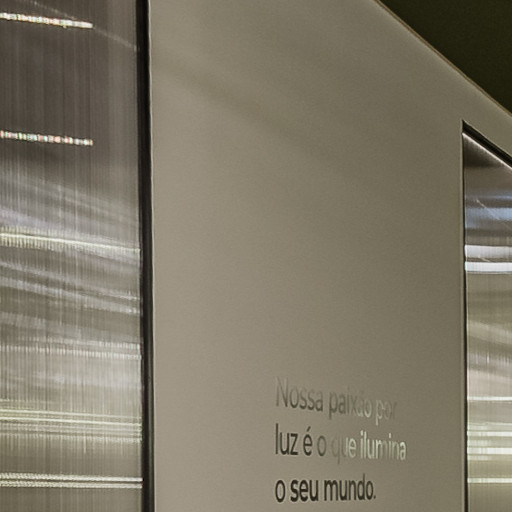 Nossa paixão por
luz é o que ilumina
o seu mundo.